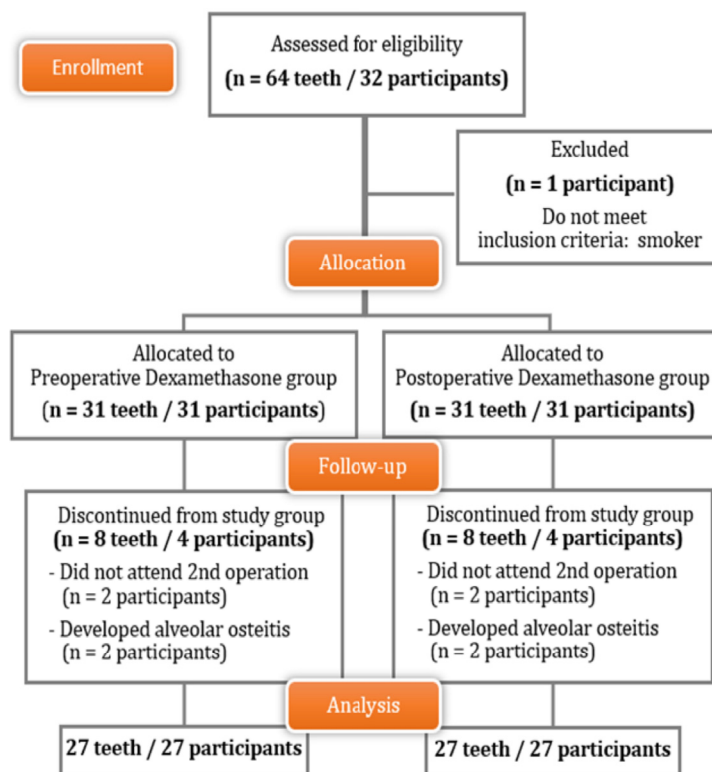 Enrollment
Assessed for eligibility
(n = 64 teeth / 32 participants)
Excluded
(n = 1 participant)
Do not meet
inclusion criteria: smoker
Allocation
Allocated to
Preoperative Dexamethasone group
(n = 31 teeth / 31 participants)
Allocated to
Postoperative Dexamethasone group
(n = 31 teeth / 31 participants)
Follow-up
Discontinued from study group
(n = 8 teeth / 4 participants)
- Did not attend 2nd operation
(n = 2 participants)
- Developed alveolar osteitis
(n = 2 participants)
Discontinued from study group
(n = 8 teeth / 4 participants)
- Did not attend 2nd operation
(n = 2 participants)
- Developed alveolar osteitis
(n = 2 participants)
Analysis
27 teeth / 27 participants
27 teeth / 27 participants